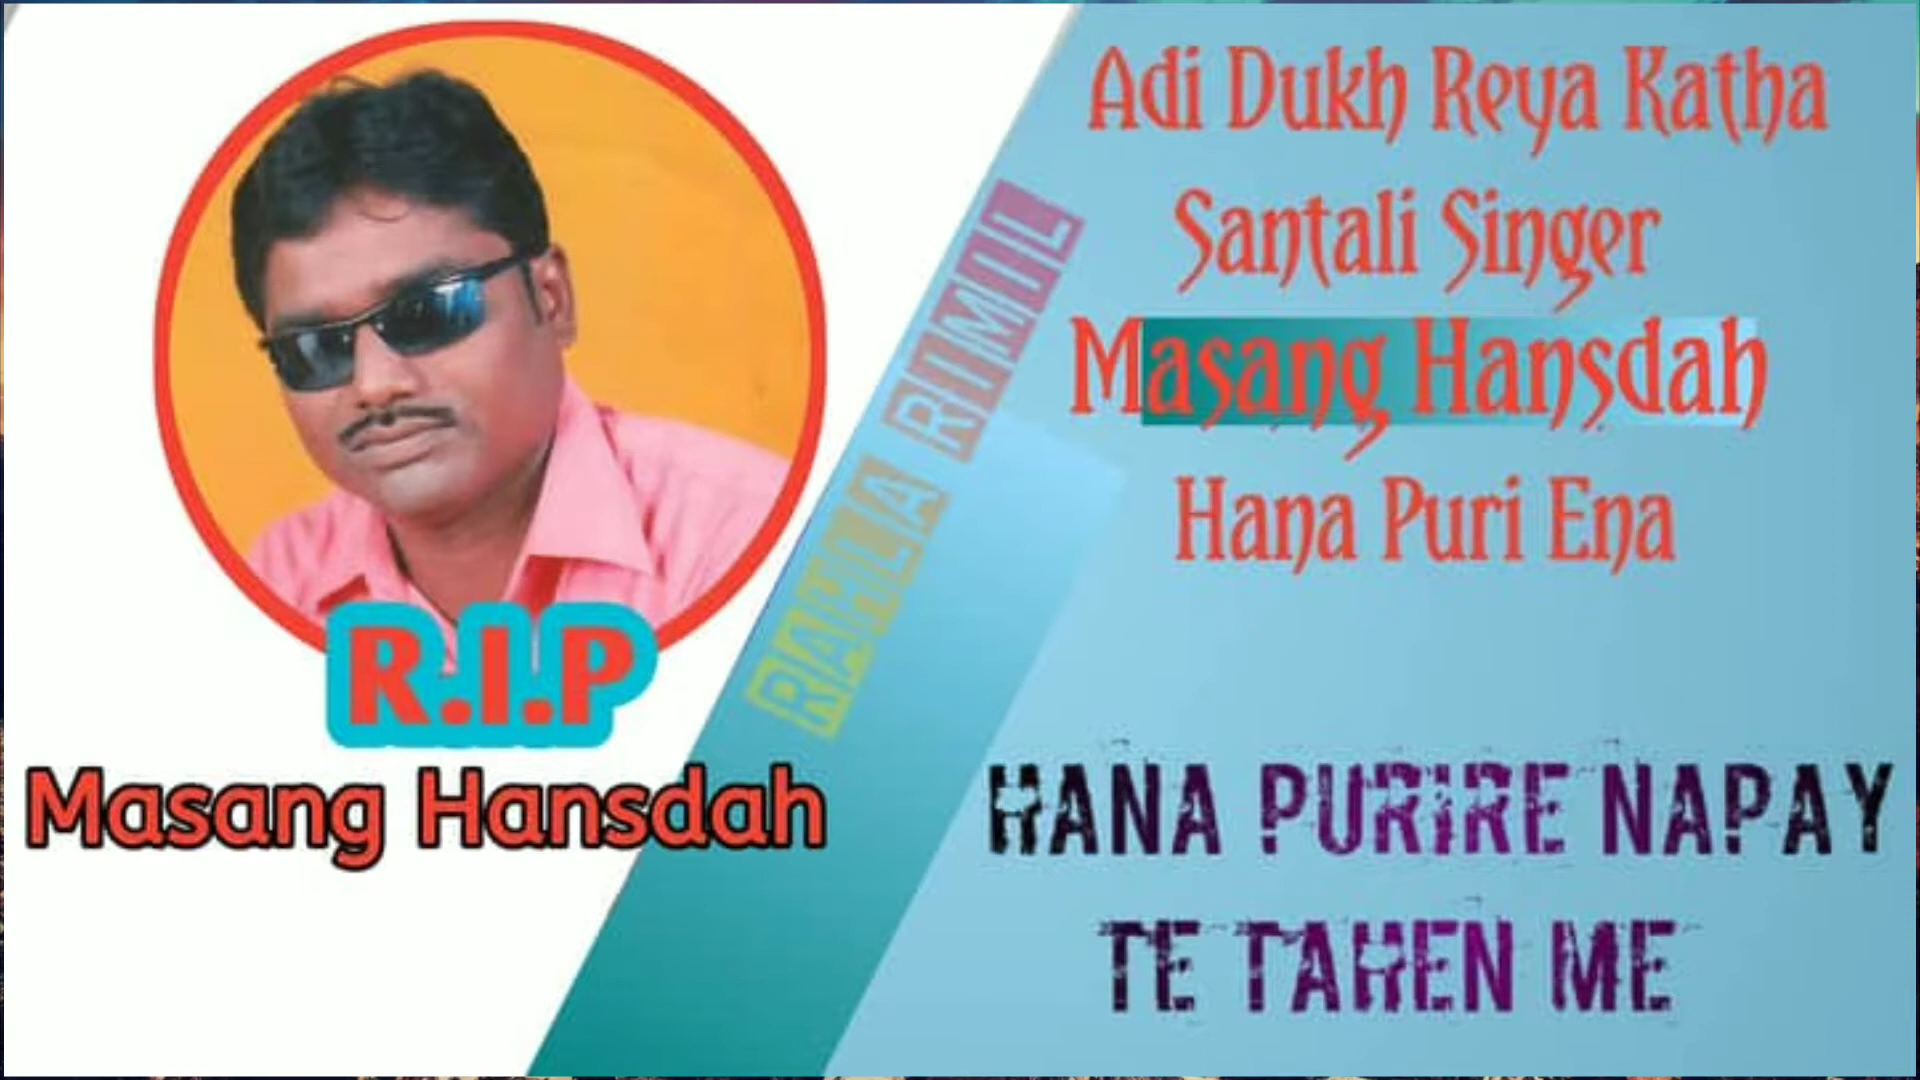 R.I.P
Masang Hansdah
RAHLA RIMIL
Adi Dukh Reya Katha
Santali Singer
Masang Hansdah
Hana Puri Ena
HANA PURIRE NAPAY
TE TAHEN ME